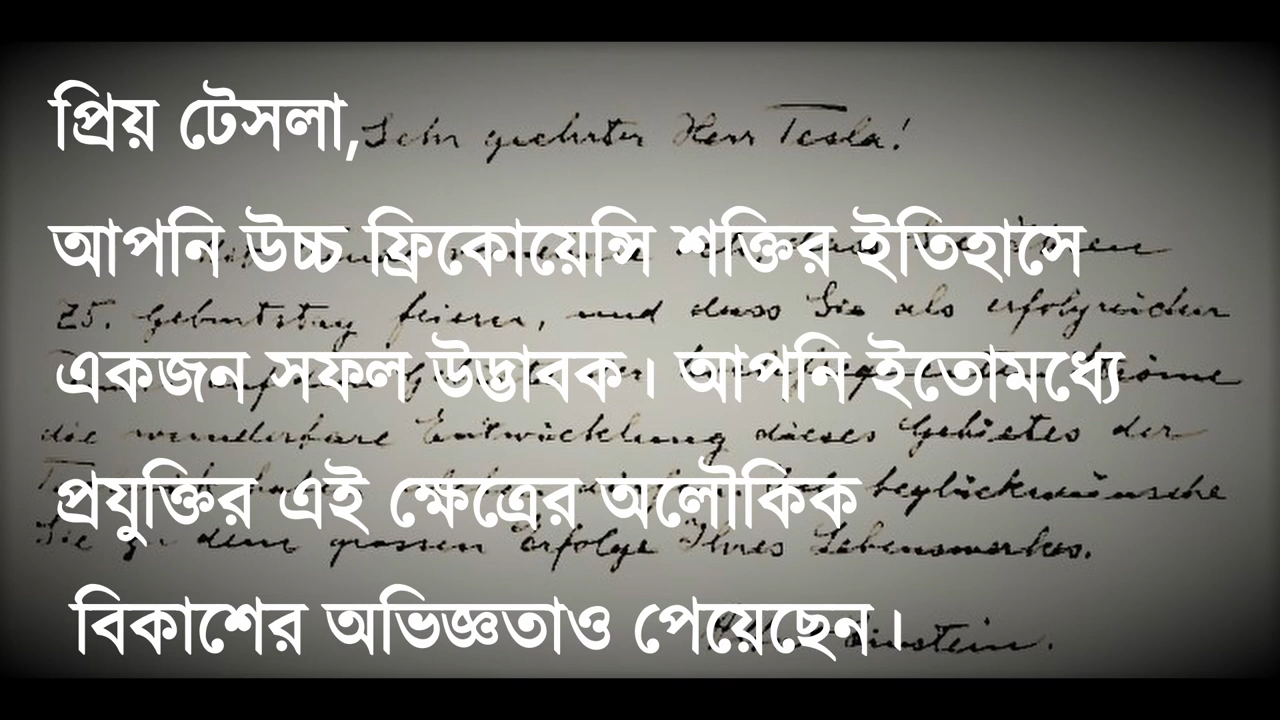 প্রিয় টেসলা,
Sehr geehrter Herr Tesla!
আপনি উচ্চ ফ্রিকোয়েন্সি শক্তির ইতিহাসে
75. Geburtstag feiern, und dass Sie als erfolgreicher
একজন সফল উদ্ভাবক। আপনি ইতোমধ্যে
die wunderbare Entwicklung dieses Gebietes der
প্রযুক্তির এই ক্ষেত্রের অলৌকিক
beglückwünsche
Sie zu dem grossen Erfolge Ihres Lebenswerkes.
বিকাশের অভিজ্ঞতাও পেয়েছেন।
Einstein.